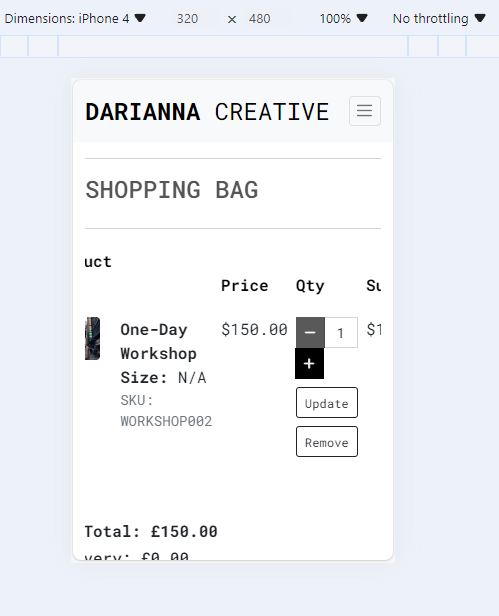 Dimensions: iPhone 4 320 × 480 100% No throttling
DARIANNA CREATIVE
SHOPPING BAG
uct
Price Qty Su
One-Day $150.00 − 1 $1
Workshop
Size: N/A +
SKU:
WORKSHOP002
Update
Remove
Total: £150.00
very: £0.00